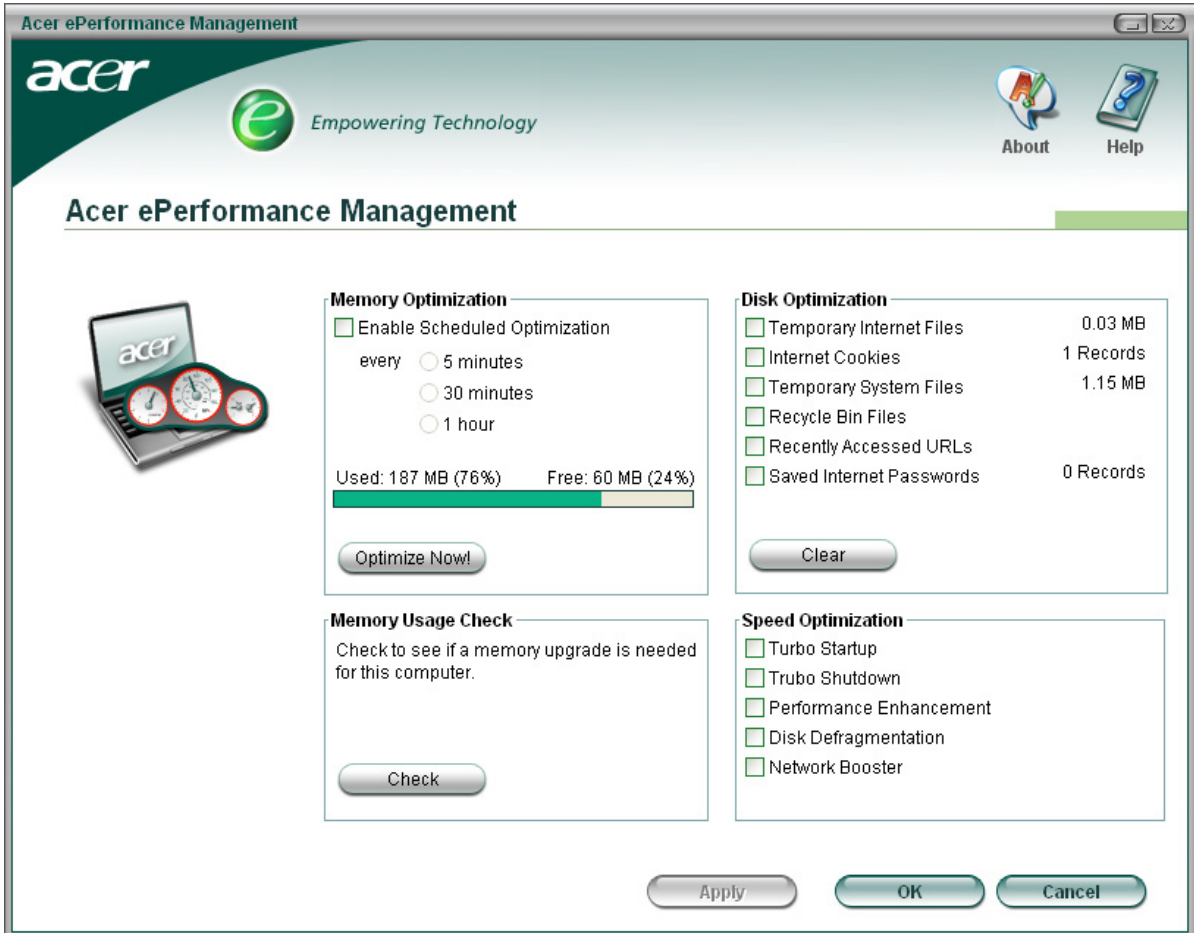 Acer ePerformance Management
acer
e Empowering Technology
About
Help
Acer ePerformance Management
acer
Memory Optimization
Enable Scheduled Optimization
every 5 minutes
30 minutes
1 hour
Used: 187 MB (76%) Free: 60 MB (24%)
Optimize Now!
Disk Optimization
Temporary Internet Files 0.03 MB
Internet Cookies 1 Records
Temporary System Files 1.15 MB
Recycle Bin Files
Recently Accessed URLs
Saved Internet Passwords 0 Records
Clear
Memory Usage Check
Check to see if a memory upgrade is needed
for this computer.
Check
Speed Optimization
Turbo Startup
Trubo Shutdown
Performance Enhancement
Disk Defragmentation
Network Booster
Apply OK Cancel